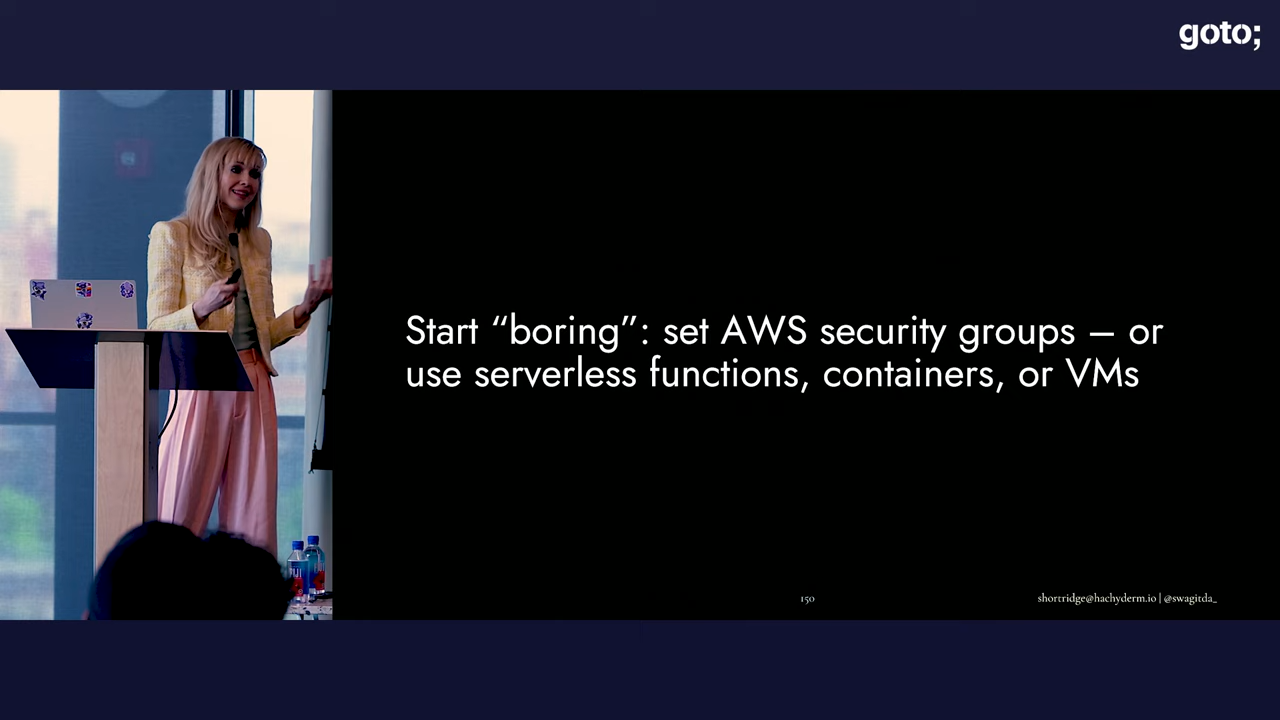 goto;
Start “boring”: set AWS security groups – or
use serverless functions, containers, or VMs
150
shortridge@hachyderm.io | @swagitda_